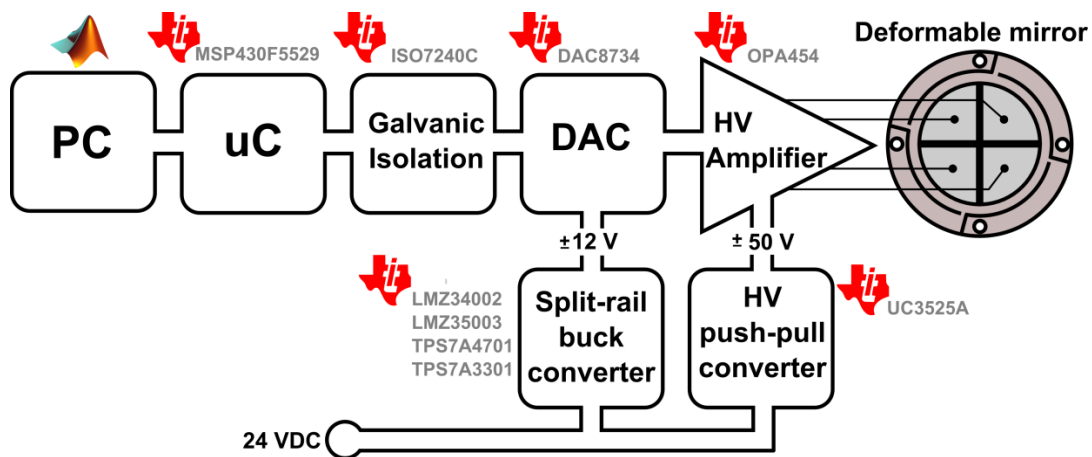 Deformable mirror
MSP430F5529
ISO7240C
DAC8734
OPA454
PC
uC
Galvanic
Isolation
DAC
HV
Amplifier
±12 V
± 50 V
LMZ34002
LMZ35003
TPS7A4701
TPS7A3301
Split-rail
buck
converter
HV
push-pull
converter
UC3525A
24 VDC